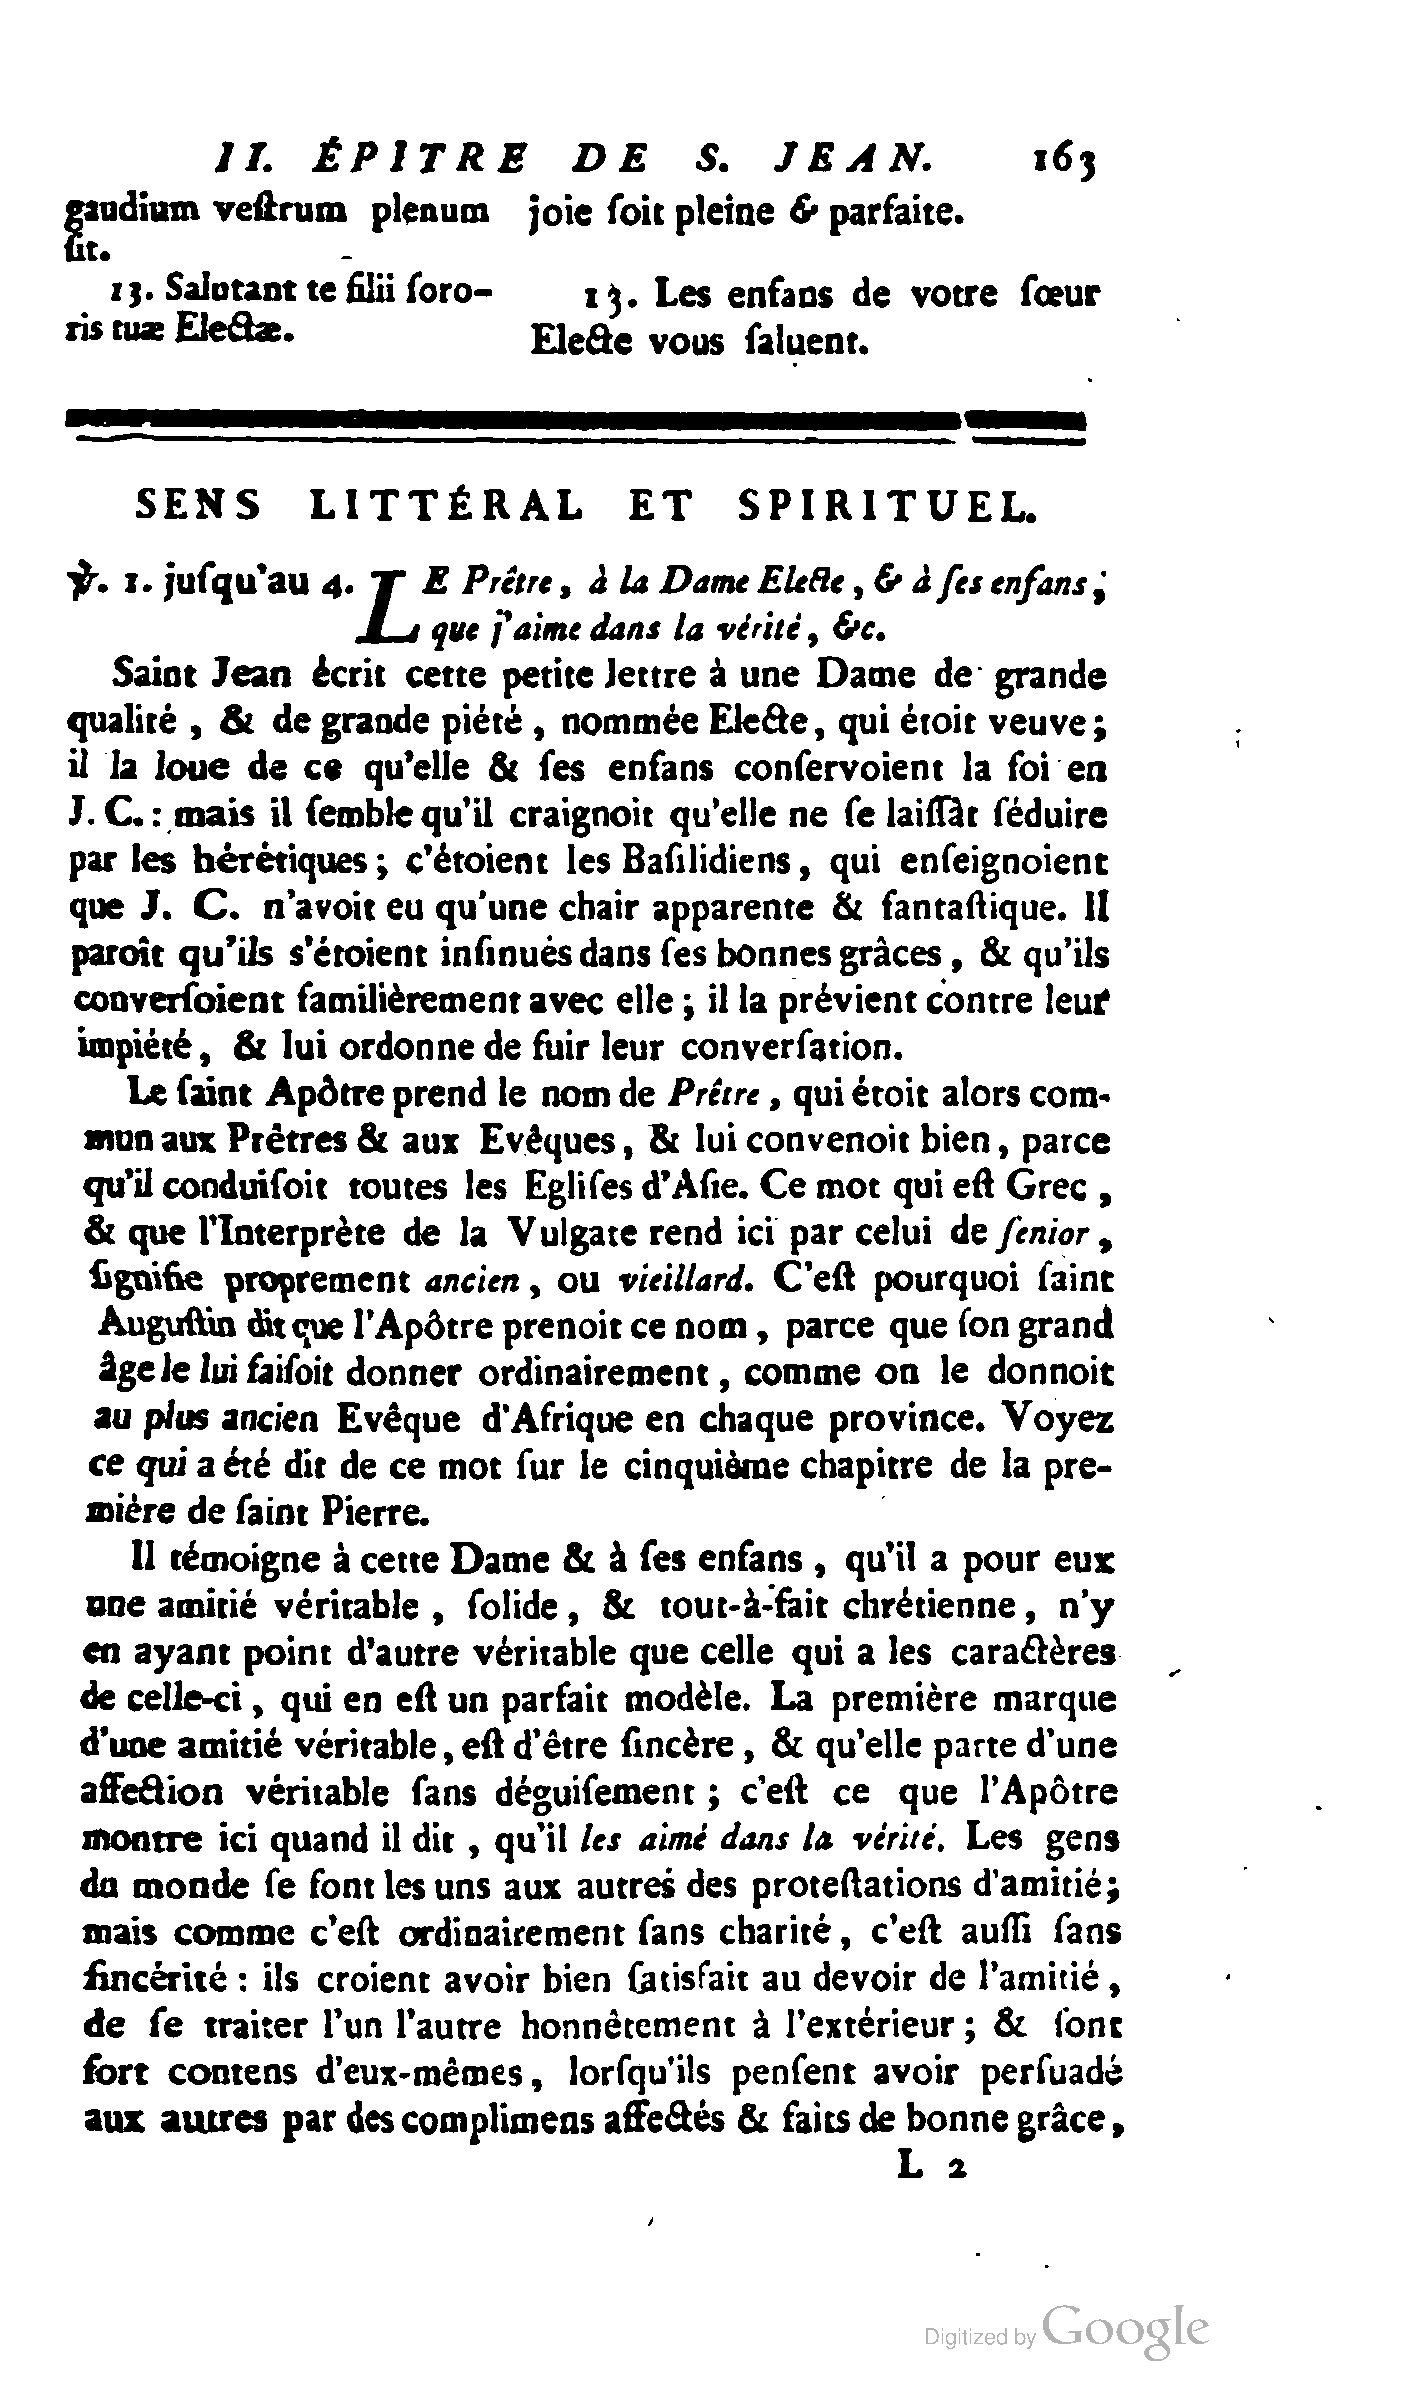 II. ÉPITRE DE S. JEAN. 163
gaudium veſtrum plenum
ſit.
13. Salutant te filii ſoro-
ris tuæ Electæ.
joie ſoit pleine & parfaite.
13. Les enfans de votre ſœur
Electe vous ſaluent.
SENS LITTÉRAL ET SPIRITUEL.
℣. 1. juſqu'au 4. LE Prêtre, à la Dame Electe, & à ſes enfans;
que j'aime dans la vérité, &c.
Saint Jean écrit cette petite lettre à une Dame de grande
qualité, & de grande piété, nommée Electe, qui étoit veuve;
il la loue de ce qu'elle & ſes enfans conſervoient la foi en
J. C.: mais il ſemble qu'il craignoit qu'elle ne ſe laiſſàt ſéduire
par les hérétiques; c'étoient les Baſilidiens, qui enſeignoient
que J. C. n'avoit eu qu'une chair apparente & fantaſtique. Il
paroît qu'ils s'étoient inſinués dans ſes bonnes grâces, & qu'ils
converſoient familièrement avec elle; il la prévient contre leur
impiété, & lui ordonne de fuir leur converſation.
Le ſaint Apôtre prend le nom de Prêtre, qui étoit alors com-
mun aux Prêtres & aux Evêques, & lui convenoit bien, parce
qu'il conduiſoit toutes les Egliſes d'Aſie. Ce mot qui eſt Grec,
& que l'Interprète de la Vulgate rend ici par celui de ſenior,
ſignifie proprement ancien, ou vieillard. C'eſt pourquoi ſaint
Auguſtin dit que l'Apôtre prenoit ce nom, parce que ſon grand
âge le lui faiſoit donner ordinairement, comme on le donnoit
au plus ancien Evêque d'Afrique en chaque province. Voyez
ce qui a été dit de ce mot ſur le cinquième chapitre de la pre-
mière de ſaint Pierre.
Il témoigne à cette Dame & à ſes enfans, qu'il a pour eux
une amitié véritable, ſolide, & tout-à-fait chrétienne, n'y
en ayant point d'autre véritable que celle qui a les caractères
de celle-ci, qui en eſt un parfait modèle. La première marque
d'une amitié véritable, eſt d'être ſincère, & qu'elle parte d'une
affection véritable ſans déguiſement; c'eſt ce que l'Apôtre
montre ici quand il dit, qu'il les aimé dans la vérité. Les gens
du monde ſe font les uns aux autres des proteſtations d'amitié;
mais comme c'eſt ordinairement ſans charité, c'eſt auſſi ſans
ſincérité: ils croient avoir bien ſatisfait au devoir de l'amitié,
de ſe traiter l'un l'autre honnêtement à l'extérieur; & ſont
fort contens d'eux-mêmes, lorſqu'ils penſent avoir perſuadé
aux autres par des complimens affectés & faits de bonne grâce,
L 2
Digitized by Google